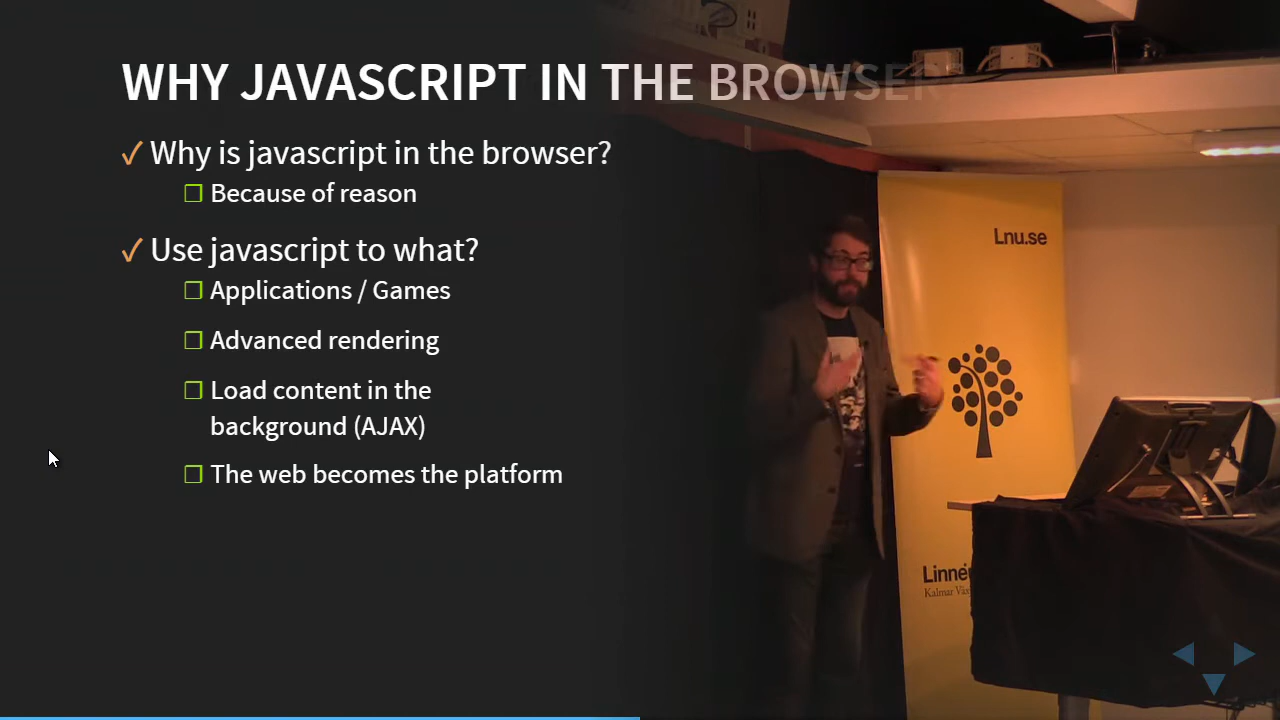 WHY JAVASCRIPT IN THE BROWSER?
✓ Why is javascript in the browser?
❐ Because of reason
✓ Use javascript to what?
❐ Applications / Games
❐ Advanced rendering
❐ Load content in the
background (AJAX)
❐ The web becomes the platform
Lnu.se
Kalmar